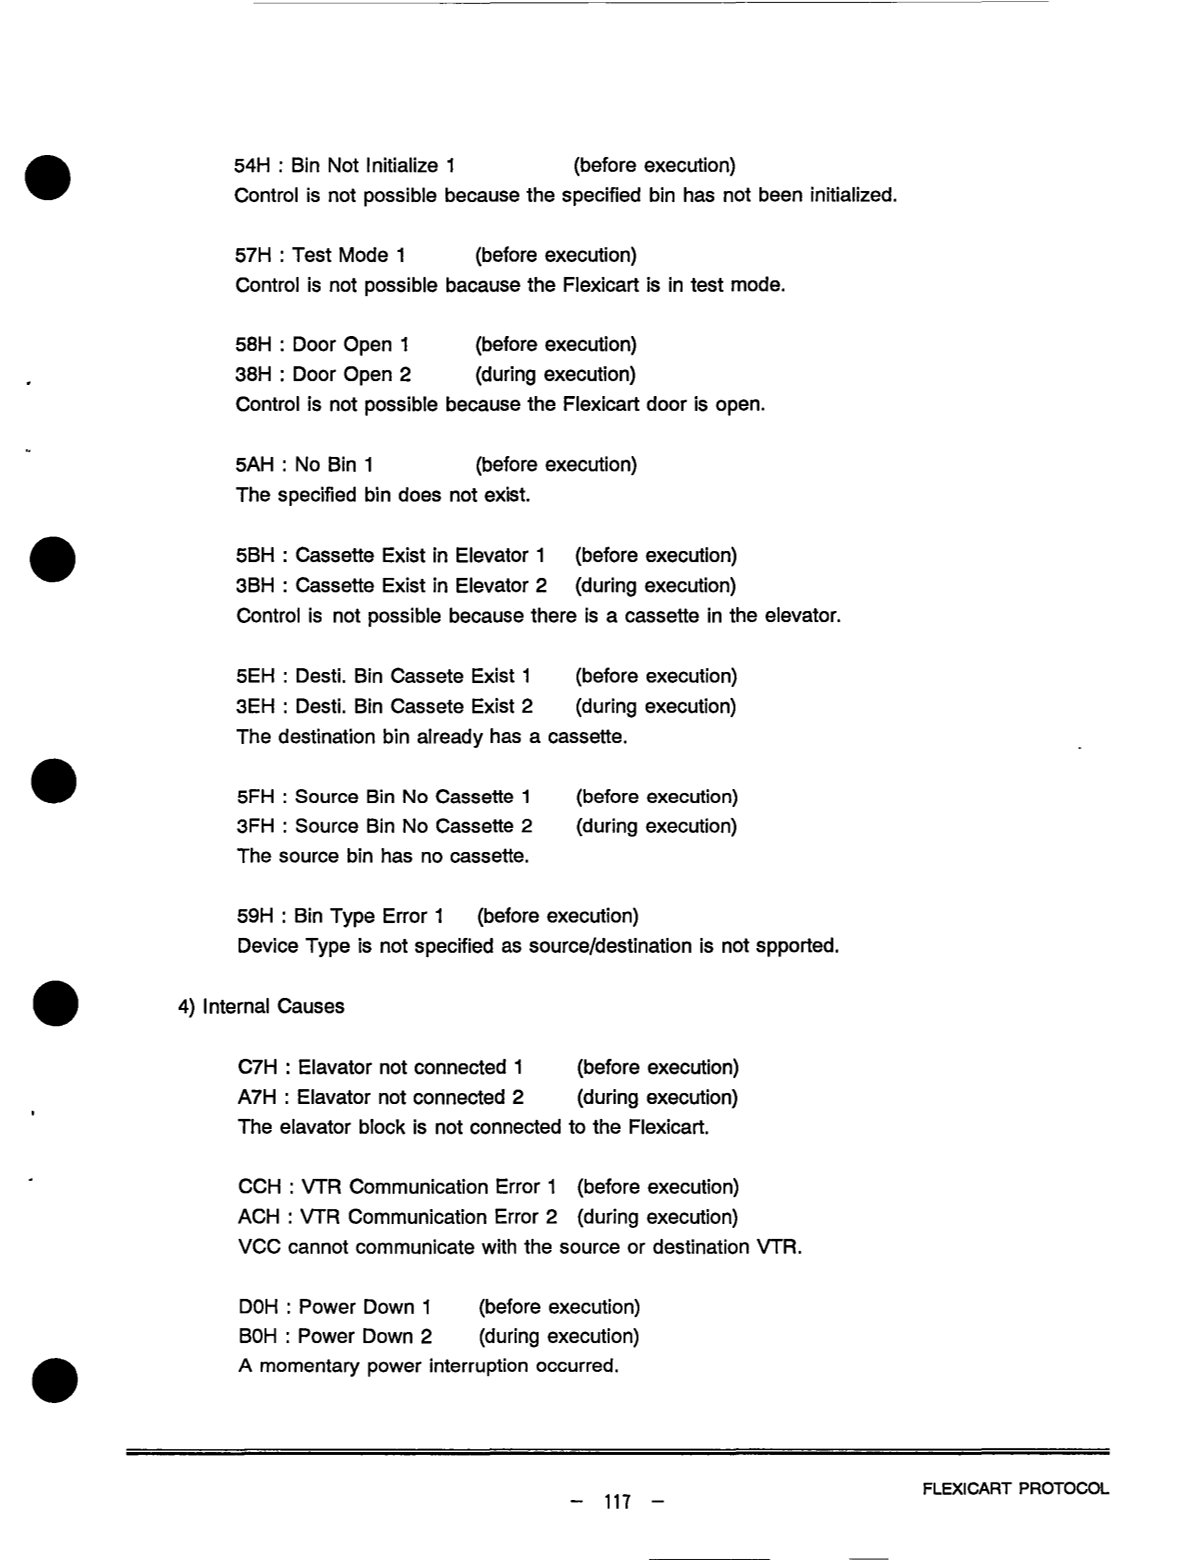 54H : Bin Not Initialize 1 (before execution)
Control is not possible because the specified bin has not been initialized.
57H : Test Mode 1 (before execution)
Control is not possible bacause the Flexicart is in test mode.
58H : Door Open 1 (before execution)
38H : Door Open 2 (during execution)
Control is not possible because the Flexicart door is open.
5AH : No Bin 1 (before execution)
The specified bin does not exist.
5BH : Cassette Exist in Elevator 1 (before execution)
3BH : Cassette Exist in Elevator 2 (during execution)
Control is not possible because there is a cassette in the elevator.
5EH : Desti. Bin Cassete Exist 1 (before execution)
3EH : Desti. Bin Cassete Exist 2 (during execution)
The destination bin already has a cassette.
5FH : Source Bin No Cassette 1 (before execution)
3FH : Source Bin No Cassette 2 (during execution)
The source bin has no cassette.
59H : Bin Type Error 1 (before execution)
Device Type is not specified as source/destination is not spported.
4) Internal Causes
C7H : Elavator not connected 1 (before execution)
A7H : Elavator not connected 2 (during execution)
The elavator block is not connected to the Flexicart.
CCH : VTR Communication Error 1 (before execution)
ACH : VTR Communication Error 2 (during execution)
VCC cannot communicate with the source or destination VTR.
D0H : Power Down 1 (before execution)
B0H : Power Down 2 (during execution)
A momentary power interruption occurred.
FLEXICART PROTOCOL
– 117 –